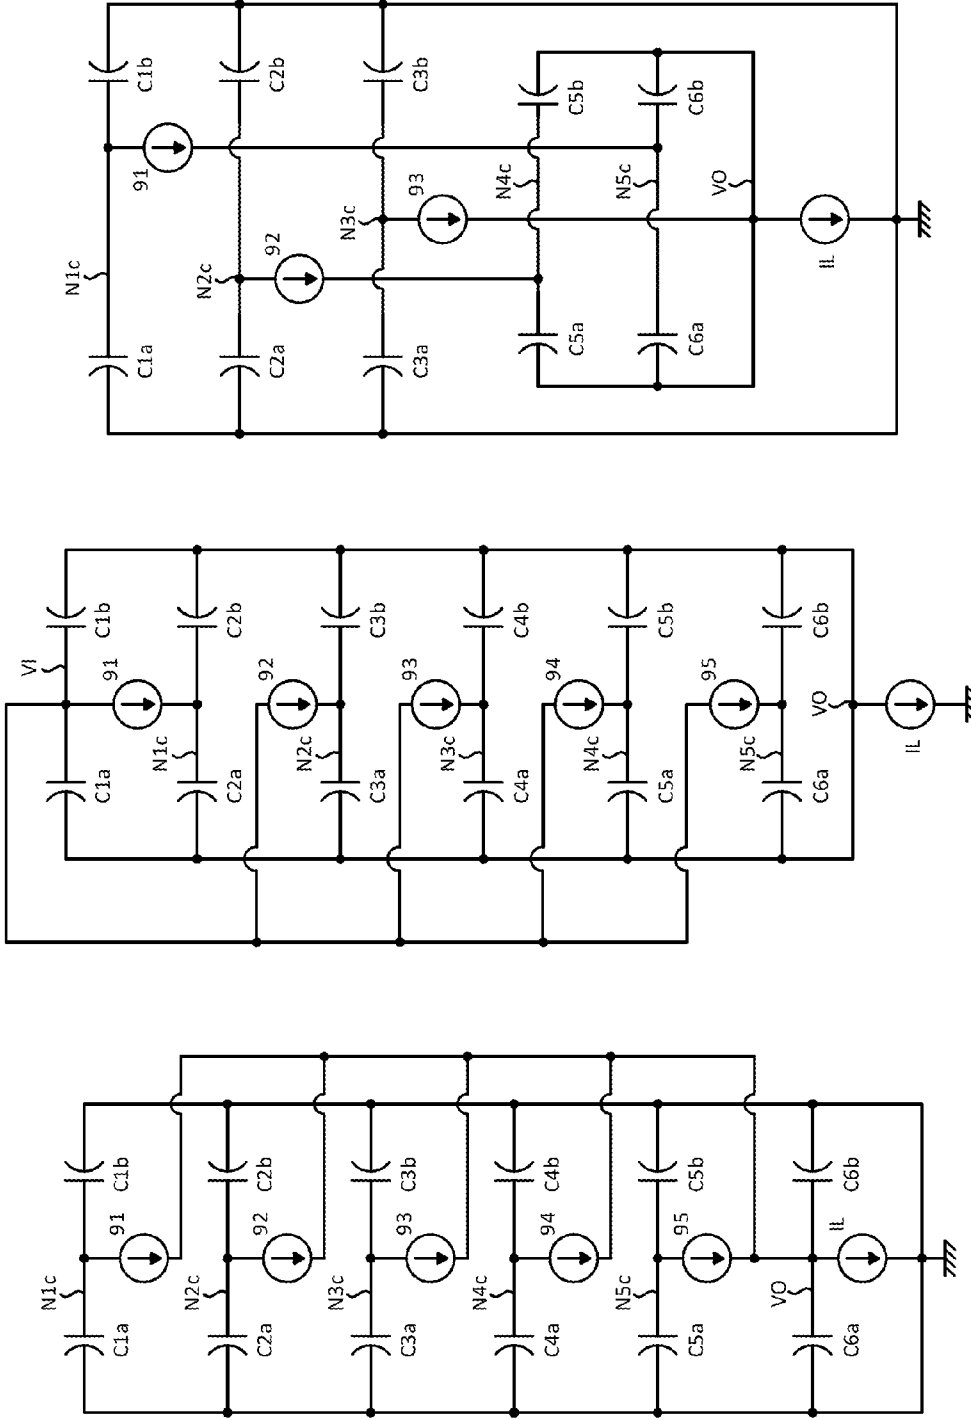 C1b
C2b
C3b
91
C5b
C6b
N4c
N5c
93
VO
N3c
92
N1c
N2c
IL
C1a
C2a
C3a
C5a
C6a
VI
C1b
91
C2b
92
C3b
93
C4b
94
C5b
95
C6b
VO
IL
C1a
N1c
C2a
N2c
C3a
N3c
C4a
N4c
C5a
N5c
C6a
C1b
91
C2b
92
C3b
93
C4b
94
C5b
95
C6b
IL
N1c
N2c
N3c
N4c
N5c
VO
C1a
C2a
C3a
C4a
C5a
C6a